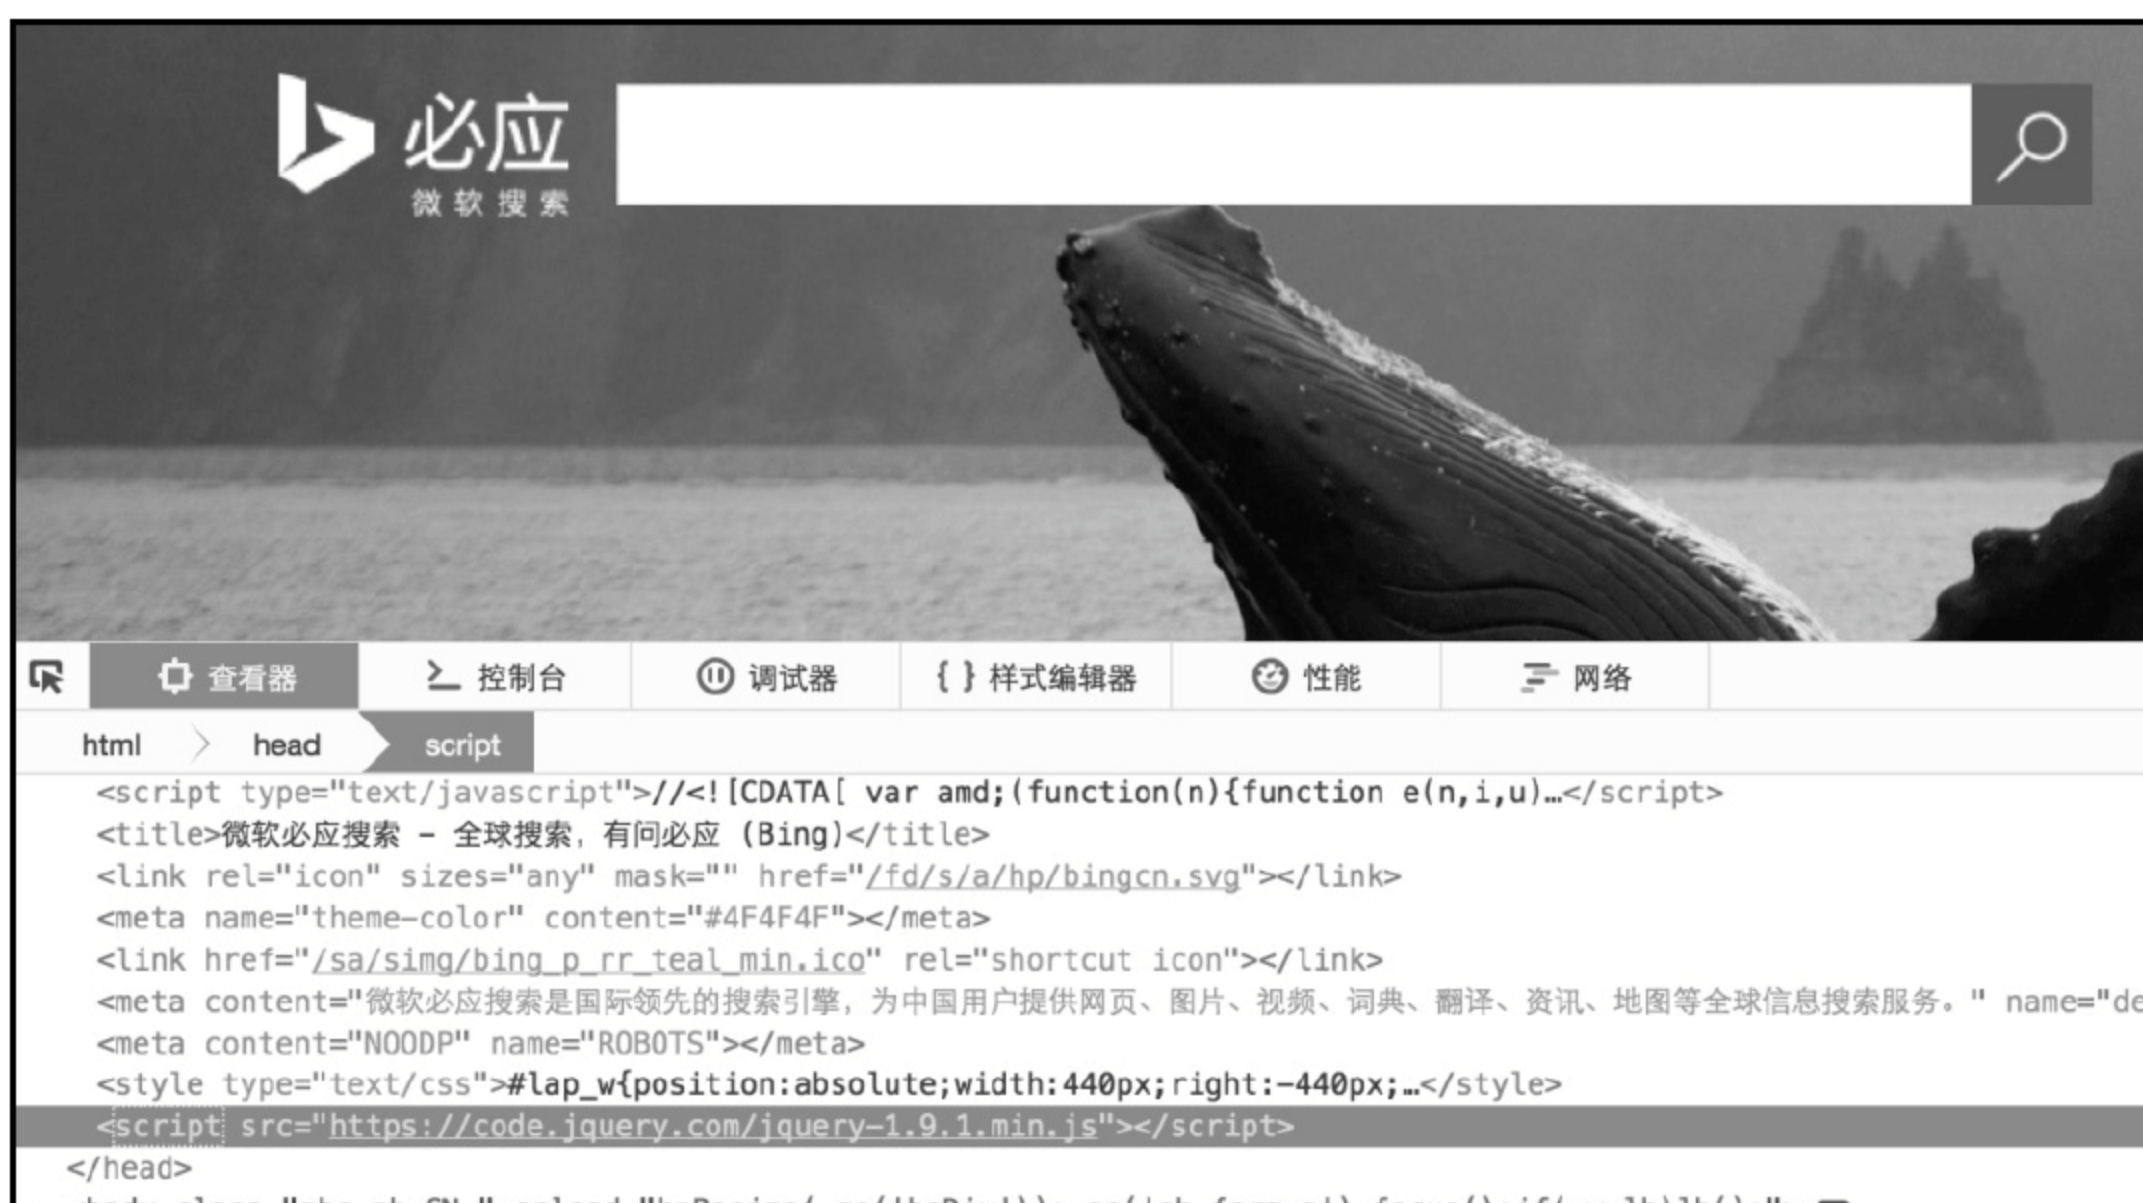 必应
微软搜索
查看器 控制台 调试器 { } 样式编辑器 性能 网络
html head script
<script type="text/javascript">//<![CDATA[ var amd;(function(n){function e(n,i,u)…</script>
<title>微软必应搜索 - 全球搜索，有问必应 (Bing)</title>
<link rel="icon" sizes="any" mask="" href="/fd/s/a/hp/bingcn.svg"></link>
<meta name="theme-color" content="#4F4F4F"></meta>
<link href="/sa/simg/bing_p_rr_teal_min.ico" rel="shortcut icon"></link>
<meta content="微软必应搜索是国际领先的搜索引擎，为中国用户提供网页、图片、视频、词典、翻译、资讯、地图等全球信息搜索服务。" name="de
<meta content="NOODP" name="ROBOTS"></meta>
<style type="text/css">#lap_w{position:absolute;width:440px;right:-440px;…</style>
<script src="https://code.jquery.com/jquery-1.9.1.min.js"></script>
</head>